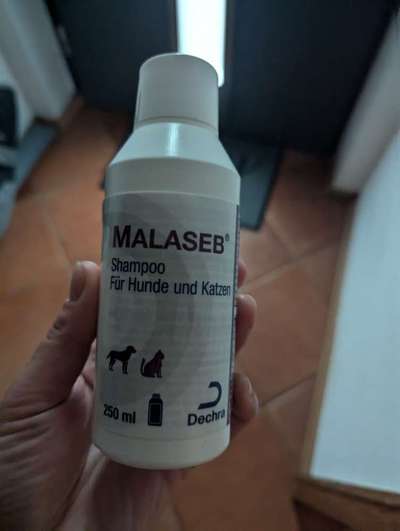 MALASEB®
Shampoo
Für Hunde und Katzen
250 ml
Dechra